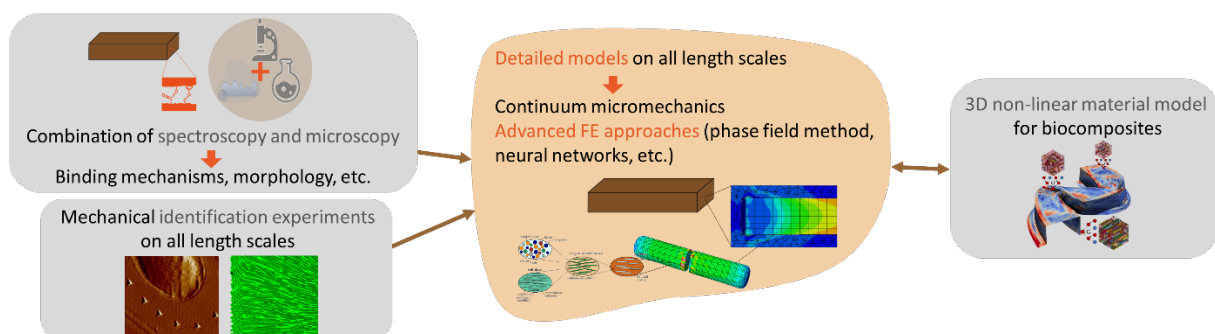 Combination of spectroscopy and microscopy
Binding mechanisms, morphology, etc.
Mechanical identification experiments
on all length scales
Detailed models on all length scales
Continuum micromechanics
Advanced FE approaches (phase field method,
neural networks, etc.)
3D non-linear material model
for biocomposites